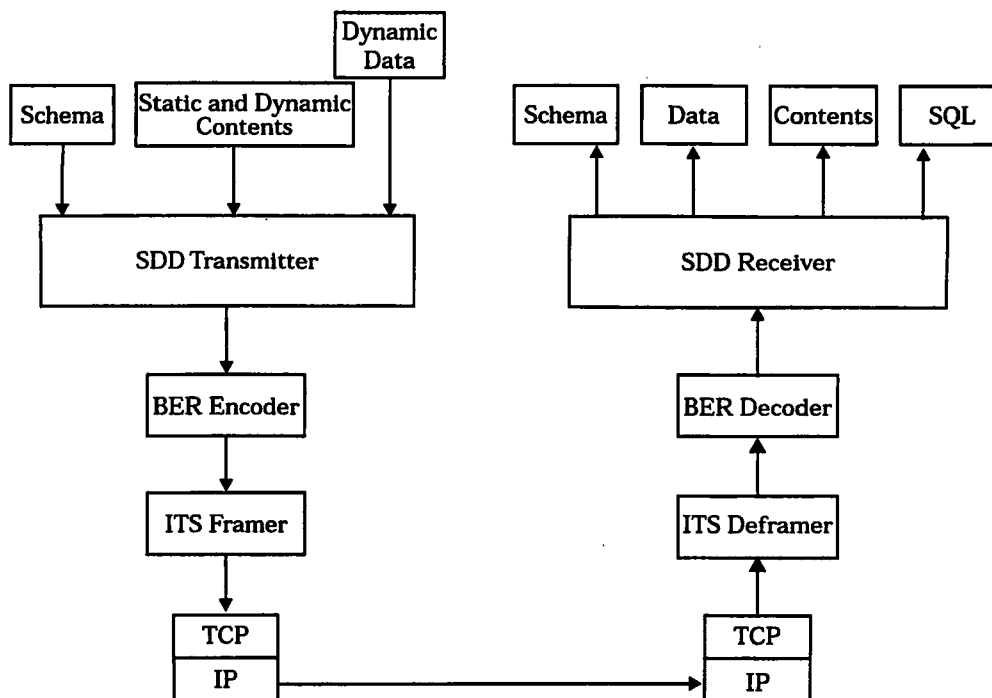 Dynamic
Data
Schema
Static and Dynamic
Contents
SDD Transmitter
BER Encoder
ITS Framer
TCP
IP
Schema
Data
Contents
SQL
SDD Receiver
BER Decoder
ITS Deframer
TCP
IP